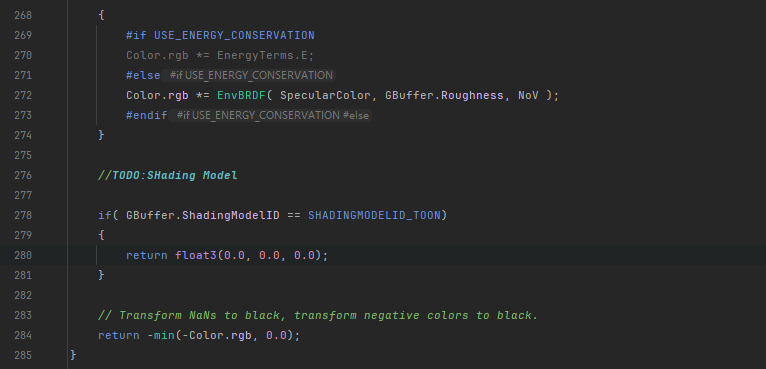 268 {
269 #if USE_ENERGY_CONSERVATION
270 Color.rgb *= EnergyTerms.E;
271 #else #if USE_ENERGY_CONSERVATION
272 Color.rgb *= EnvBRDF( SpecularColor, GBuffer.Roughness, NoV );
273 #endif #if USE_ENERGY_CONSERVATION #else
274 }
275
276 //TODO:SHading Model
277
278 if( GBuffer.ShadingModelID == SHADINGMODELID_TOON)
279 {
280 return float3(0.0, 0.0, 0.0);
281 }
282
283 // Transform NaNs to black, transform negative colors to black.
284 return -min(-Color.rgb, 0.0);
285 }